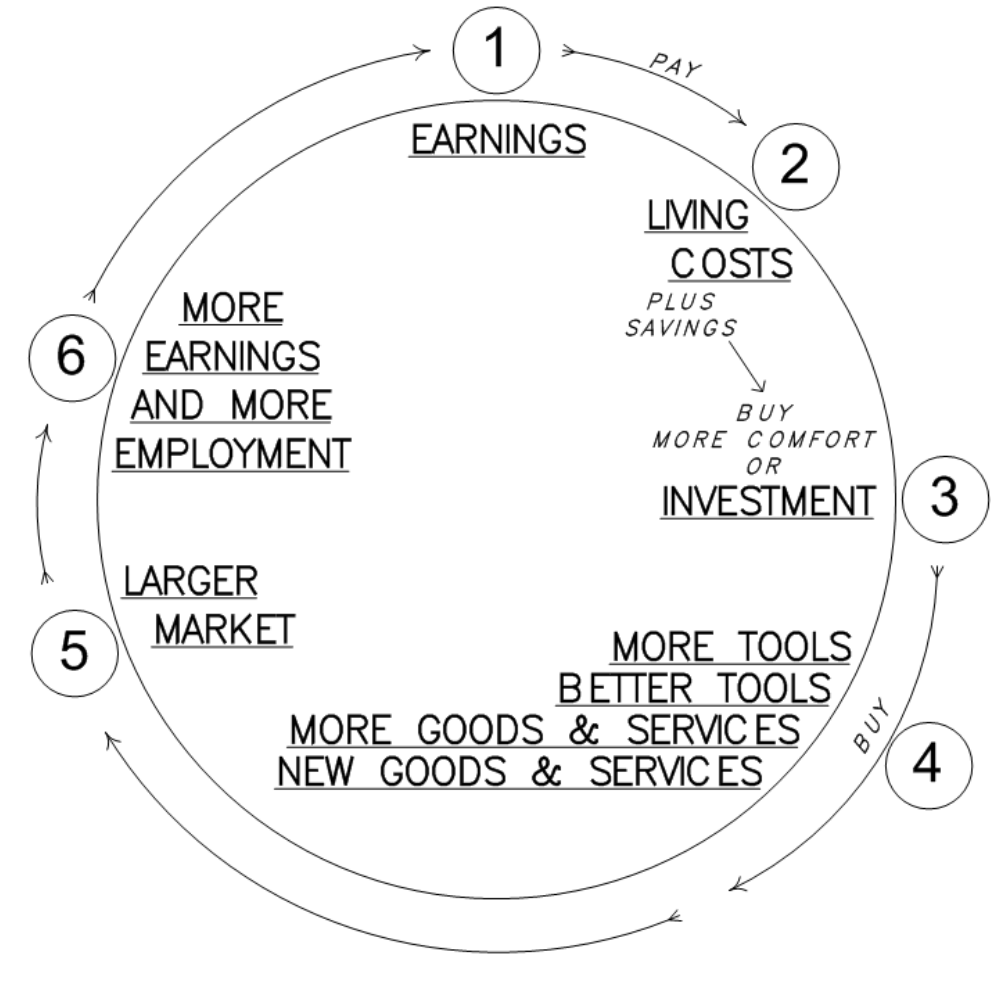 1
PAY
EARNINGS
2
LIVING
COSTS
PLUS
SAVINGS
BUY
MORE COMFORT
OR
INVESTMENT
3
BUY
4
MORE TOOLS
BETTER TOOLS
MORE GOODS & SERVICES
NEW GOODS & SERVICES
5
LARGER
MARKET
6
MORE
EARNINGS
AND MORE
EMPLOYMENT